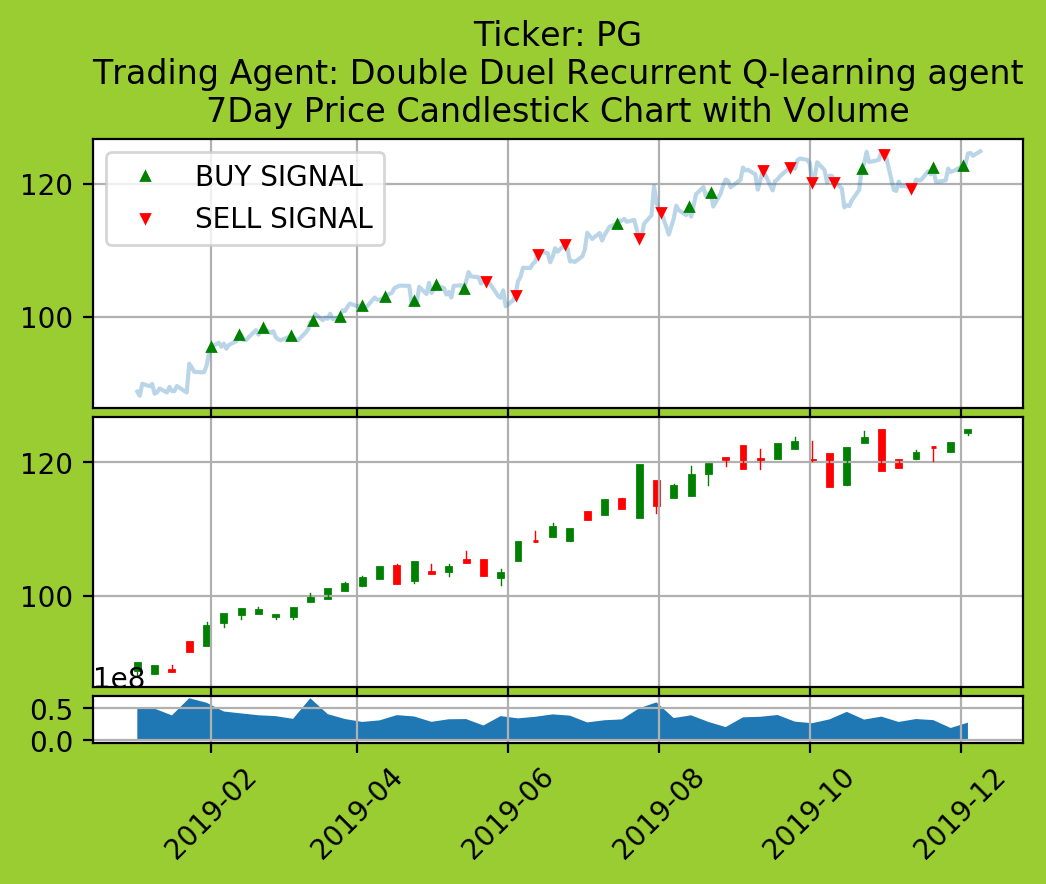 Ticker: PG
Trading Agent: Double Duel Recurrent Q-learning agent
7Day Price Candlestick Chart with Volume
BUY SIGNAL
SELL SIGNAL
120
100
120
100
1e8
0.5
0.0
2019-02
2019-04
2019-06
2019-08
2019-10
2019-12